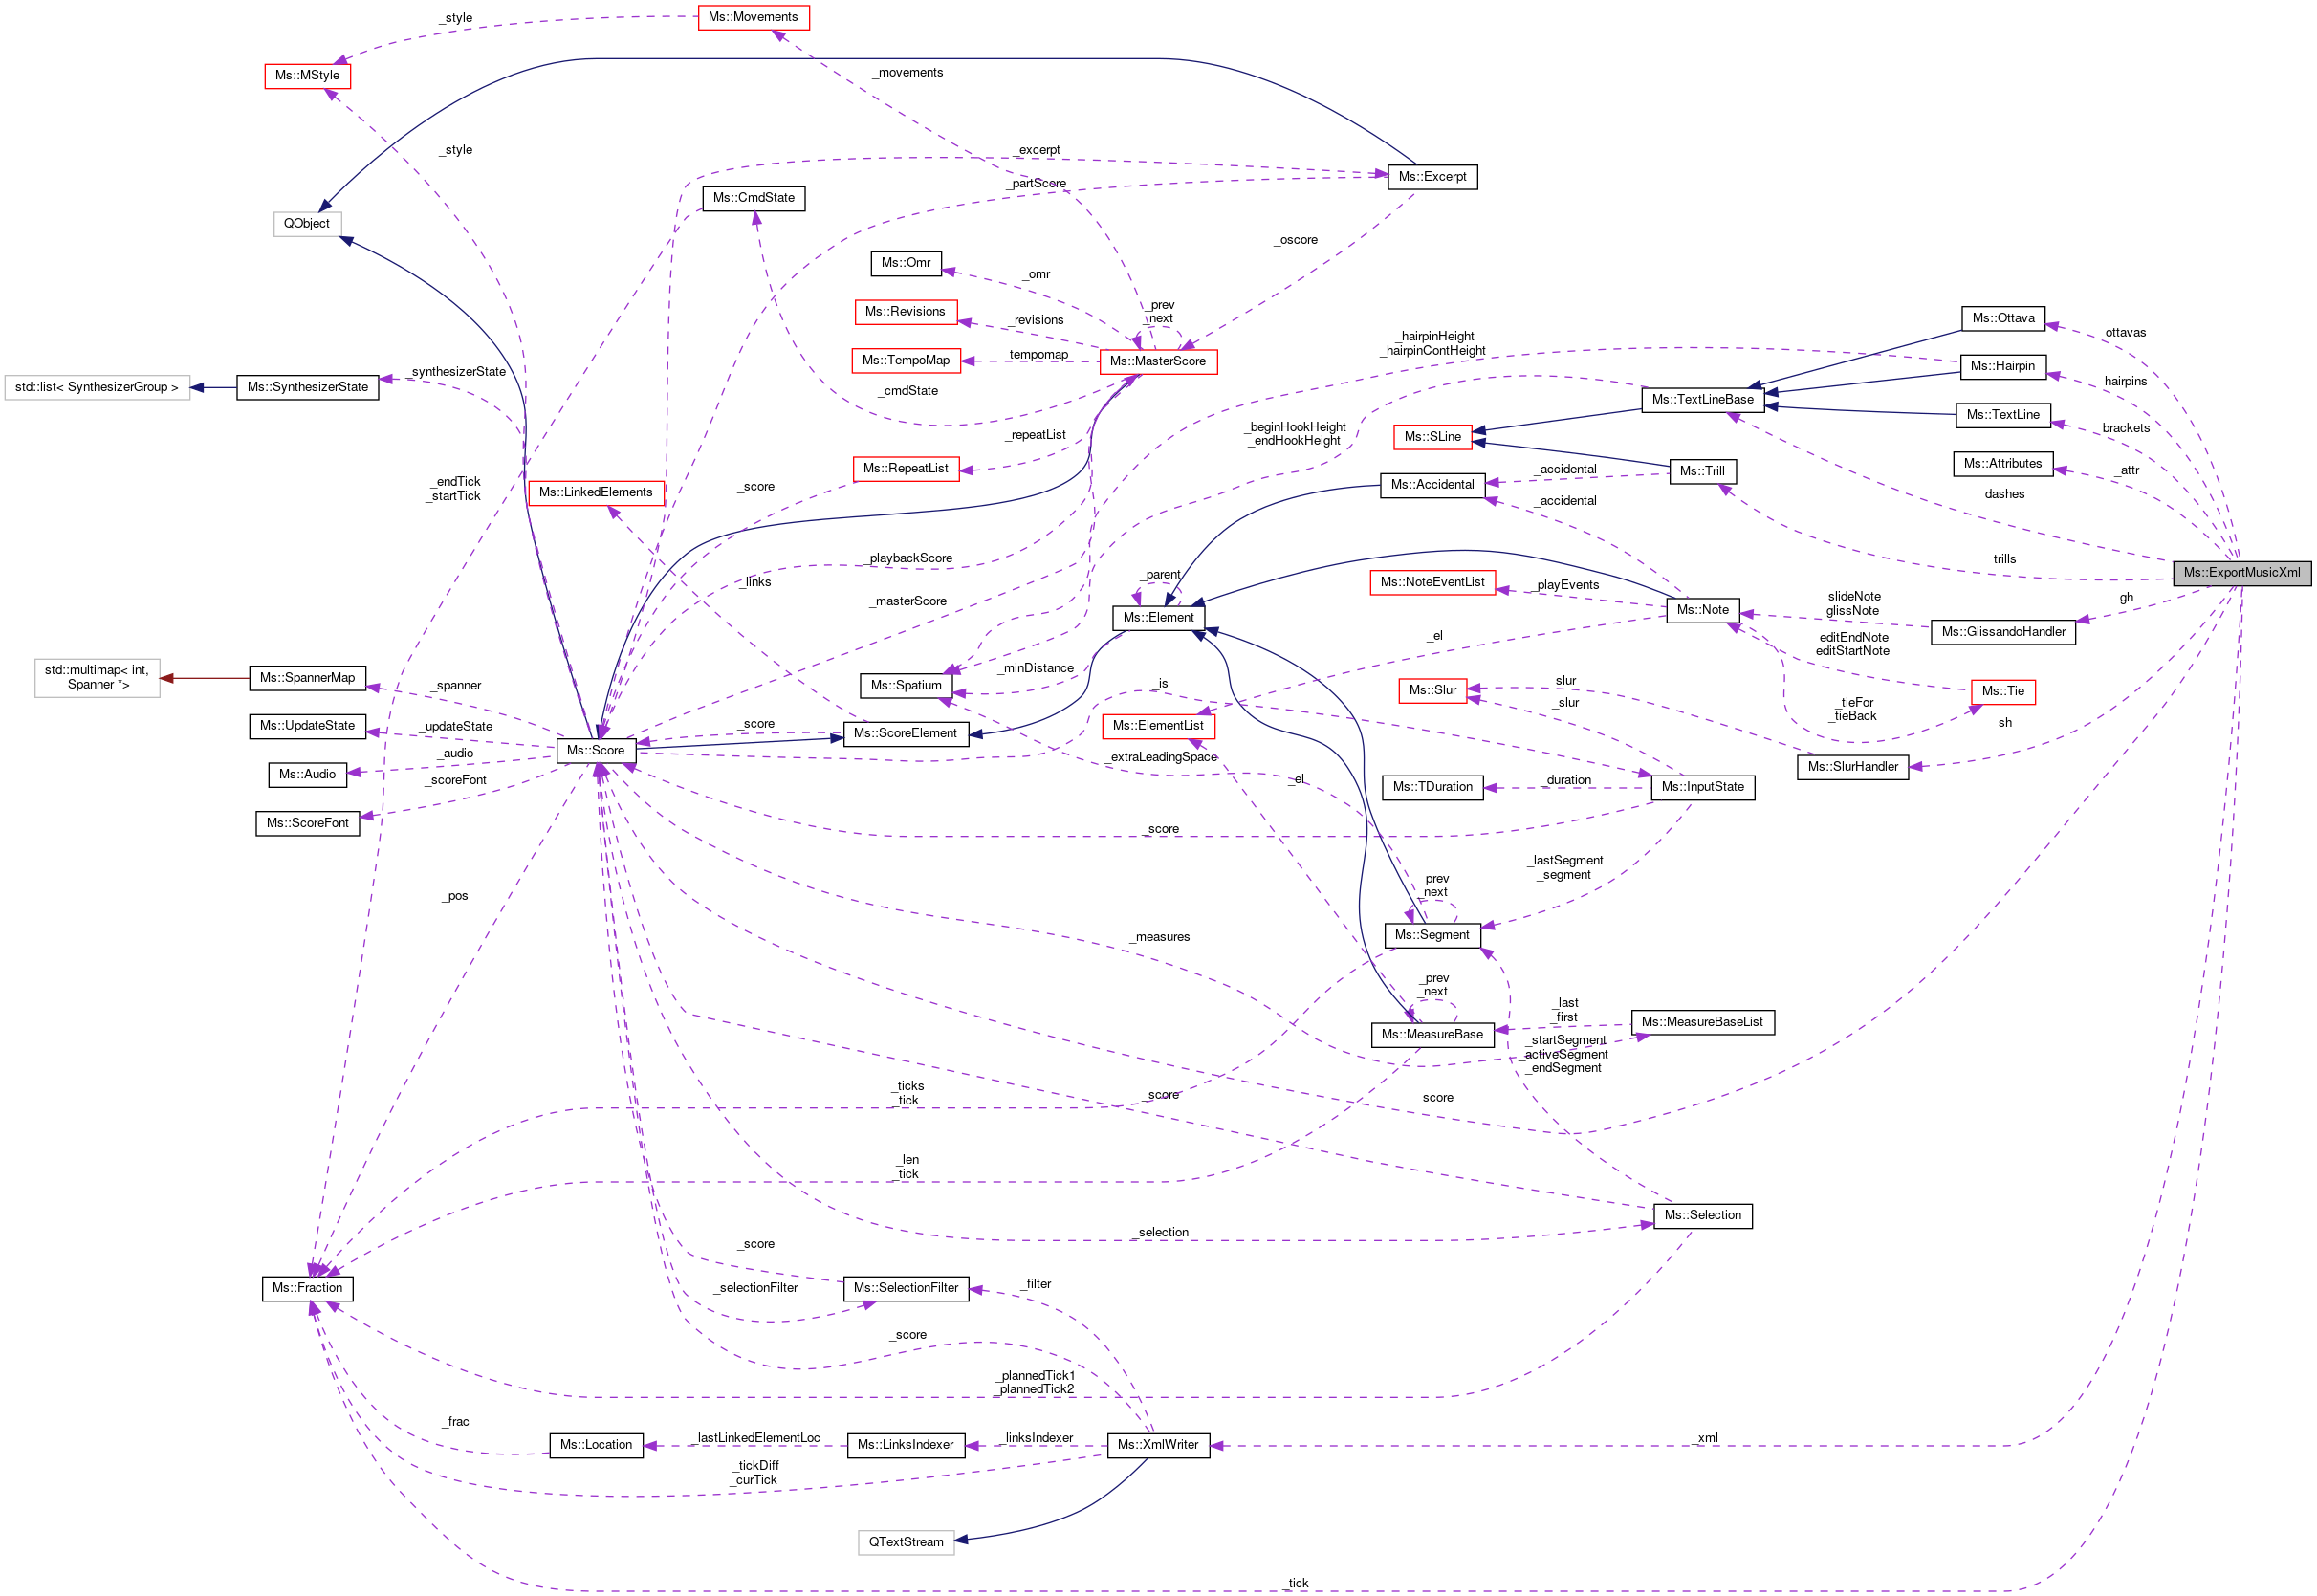 _style
Ms::Movements
Ms::MStyle
_movements
_style
_excerpt
Ms::Excerpt
_partScore
Ms::CmdState
QObject
_oscore
Ms::Omr
_omr
Ms::Revisions
_revisions
_prev
_next
Ms::TempoMap
_tempomap
Ms::MasterScore
_hairpinHeight
_hairpinContHeight
Ms::Ottava
ottavas
Ms::Hairpin
hairpins
std::list< SynthesizerGroup >
Ms::SynthesizerState
_synthesizerState
_cmdState
Ms::TextLineBase
Ms::TextLine
brackets
_repeatList
_beginHookHeight
_endHookHeight
Ms::SLine
Ms::RepeatList
Ms::Trill
Ms::Attributes
_attr
_endTick
_startTick
Ms::LinkedElements
_score
Ms::Accidental
_accidental
_accidental
dashes
_playbackScore
trills
Ms::ExportMusicXml
_links
_parent
Ms::NoteEventList
_playEvents
_masterScore
Ms::Element
Ms::Note
slideNote
glissNote
gh
Ms::GlissandoHandler
_el
editEndNote
editStartNote
std::multimap< int,
Spanner *>
Ms::SpannerMap
_spanner
_minDistance
Ms::Spatium
_is
Ms::Slur
slur
_slur
Ms::Tie
_tieFor
_tieBack
sh
Ms::UpdateState
_updateState
_score
Ms::ScoreElement
Ms::ElementList
Ms::Score
_audio
Ms::Audio
_extraLeadingSpace
Ms::SlurHandler
_scoreFont
_el
Ms::TDuration
_duration
Ms::InputState
Ms::ScoreFont
_score
_lastSegment
_segment
_pos
_prev
_next
_measures
Ms::Segment
_prev
_next
_last
_first
Ms::MeasureBaseList
Ms::MeasureBase
_startSegment
_activeSegment
_endSegment
_ticks
_tick
_score
_score
_len
_tick
Ms::Selection
_selection
_score
Ms::Fraction
_selectionFilter
Ms::SelectionFilter
_filter
_score
_plannedTick1
_plannedTick2
_frac
Ms::Location
_lastLinkedElementLoc
Ms::LinksIndexer
_linksIndexer
Ms::XmlWriter
_xml
_tickDiff
_curTick
QTextStream
_tick